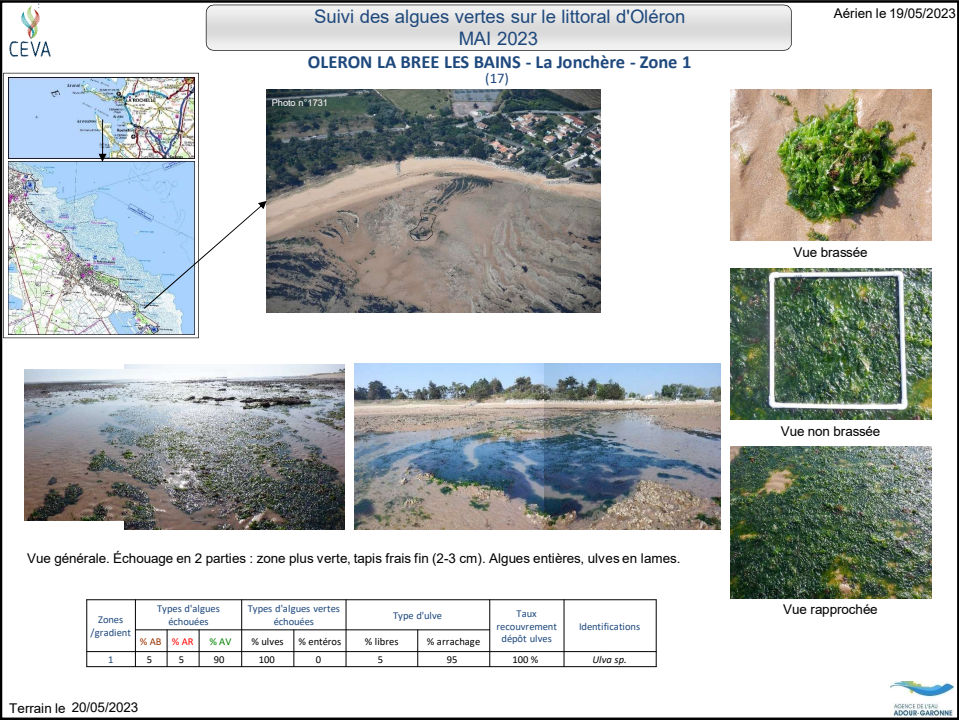 CEVA
Suivi des algues vertes sur le littoral d'Oléron
MAI 2023
Aérien le 19/05/2023
OLERON LA BREE LES BAINS - La Jonchère - Zone 1
(17)
Photo n°1731
LA ROCHELLE
Vue brassée
Vue non brassée
Vue rapprochée
Vue générale. Échouage en 2 parties : zone plus verte, tapis frais fin (2-3 cm). Algues entières, ulves en lames.
Zones /gradient
Types d'algues échouées
Types d'algues vertes échouées
Type d'ulve
Taux recouvrement dépôt ulves
Identifications
% AB % AR % AV % ulves % entéros % libres % arrachage
1 5 5 90 100 0 5 95 100 % Ulva sp.
Terrain le 20/05/2023
AGENCE DE L'EAU
ADOUR-GARONNE